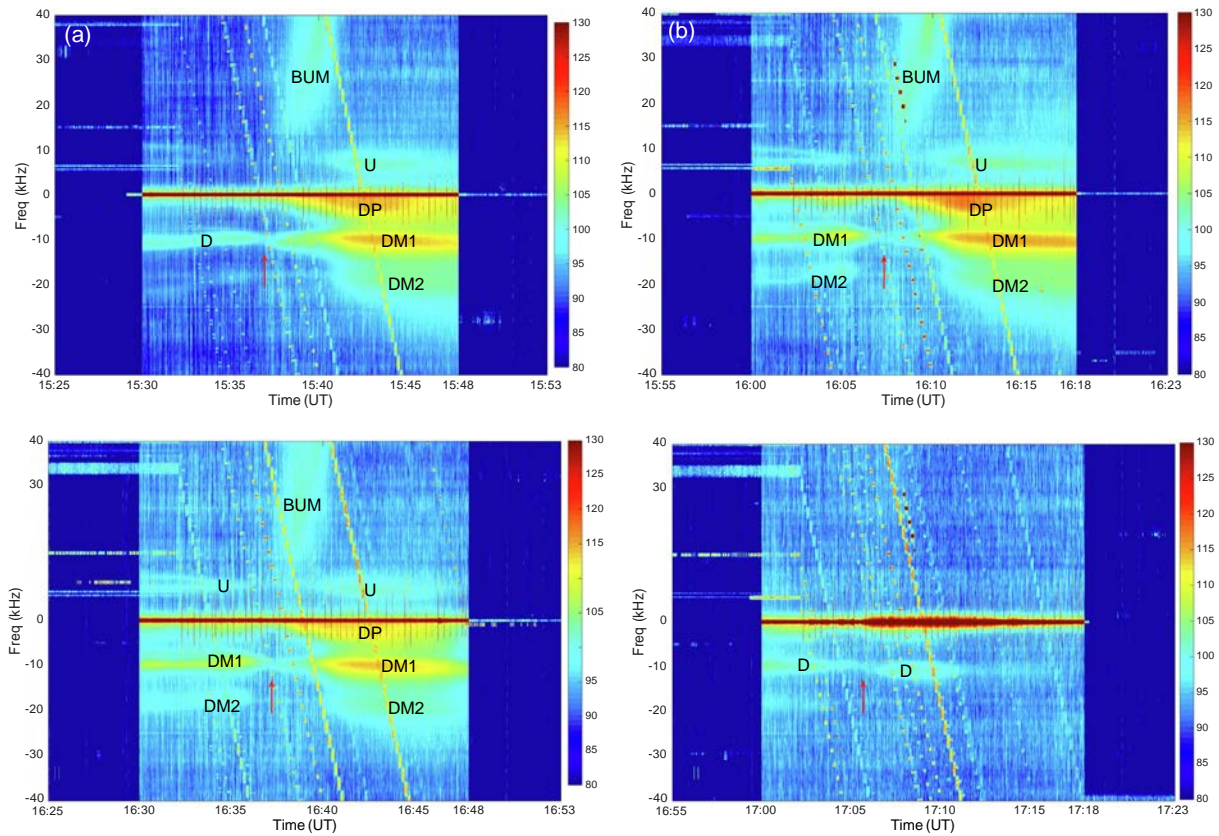 (a)
40
30
20
10
0
-10
-20
-30
-40
Freq (kHz)
BUM
U
DP
D
DM1
DM2
15:25 15:30 15:35 15:40 15:45 15:48 15:53
Time (UT)
130
125
120
115
110
105
100
95
90
85
80
(b)
40
30
20
10
0
-10
-20
-30
-40
Freq (kHz)
BUM
U
DP
DM1 DM1
DM2 DM2
15:55 16:00 16:05 16:10 16:15 16:18 16:23
Time (UT)
130
125
120
115
110
105
100
95
90
85
80
40
30
0
-10
-20
-30
-40
Freq (kHz)
BUM
U U
DP
DM1 DM1
DM2 DM2
16:25 16:30 16:35 16:40 16:45 16:48 16:53
Time (UT)
130
125
120
115
110
105
100
95
90
85
80
40
30
0
-10
-20
-30
-40
Freq (kHz)
D D
16:55 17:00 17:05 17:10 17:15 17:18 17:23
Time (UT)
130
125
120
115
110
105
100
95
90
85
80